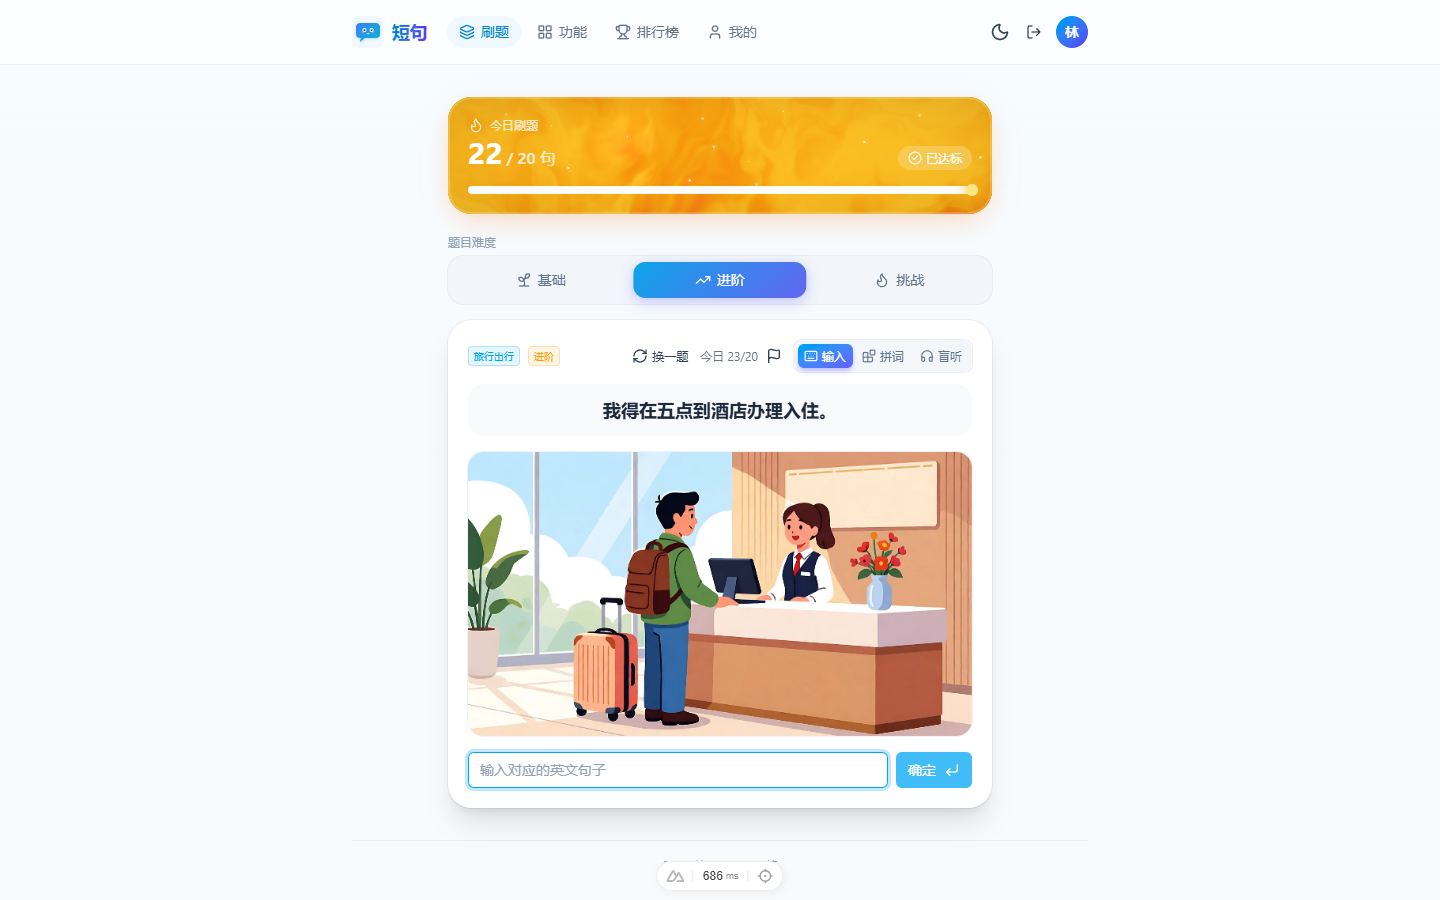 短句
刷题
功能
排行榜
我的
林
今日刷题
22 / 20 句
已达标
题目难度
基础
进阶
挑战
旅行出行
进阶
换一题
今日 23/20
输入
拼词
盲听
我得在五点到酒店办理入住。
输入对应的英文句子
确定
686 ms